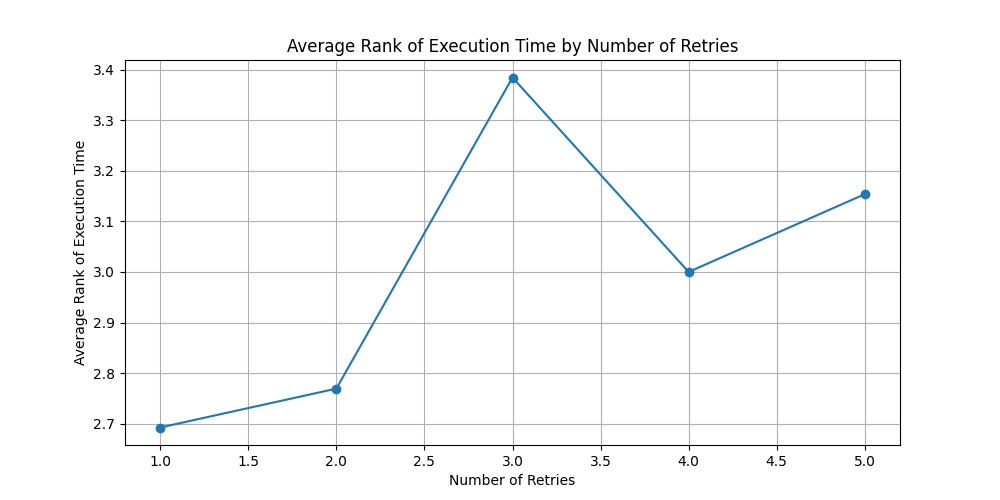 Average Rank of Execution Time by Number of Retries
Average Rank of Execution Time
3.4
3.3
3.2
3.1
3.0
2.9
2.8
2.7
1.0 1.5 2.0 2.5 3.0 3.5 4.0 4.5 5.0
Number of Retries